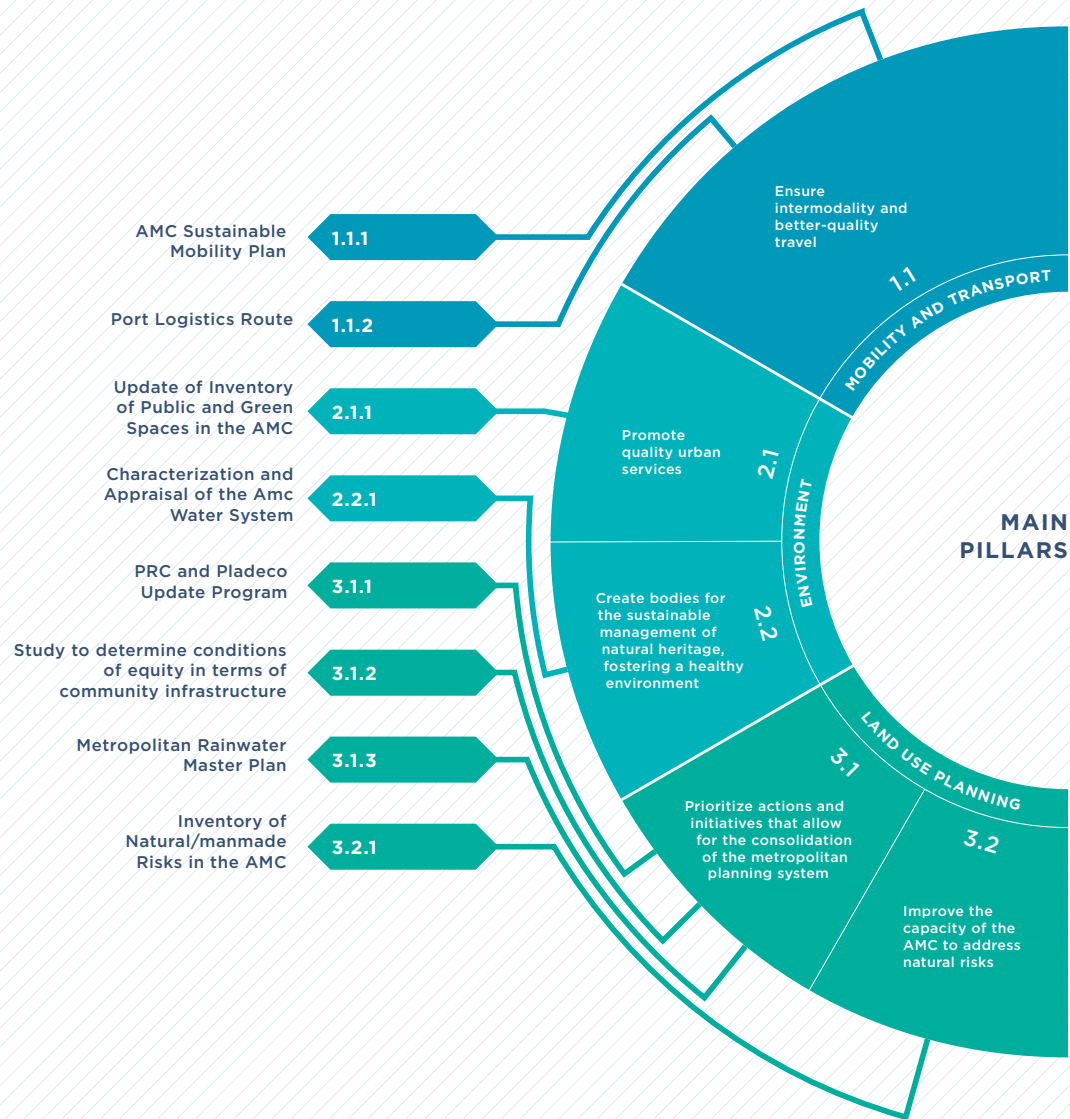 AMC Sustainable
Mobility Plan
1.1.1
Port Logistics Route
1.1.2
Update of Inventory
of Public and Green
Spaces in the AMC
2.1.1
Characterization and
Appraisal of the Amc
Water System
2.2.1
PRC and Pladeco
Update Program
3.1.1
Study to determine conditions
of equity in terms of
community infrastructure
3.1.2
Metropolitan Rainwater
Master Plan
3.1.3
Inventory of
Natural/manmade
Risks in the AMC
3.2.1
Ensure
intermodality and
better-quality
travel
1.1
MOBILITY AND TRANSPORT
Promote
quality urban
services
2.1
ENVIRONMENT
Create bodies for
the sustainable
management of
natural heritage,
fostering a healthy
environment
2.2
MAIN
PILLARS
LAND USE PLANNING
3.1
Prioritize actions and
initiatives that allow
for the consolidation
of the metropolitan
planning system
3.2
Improve the
capacity of the
AMC to address
natural risks